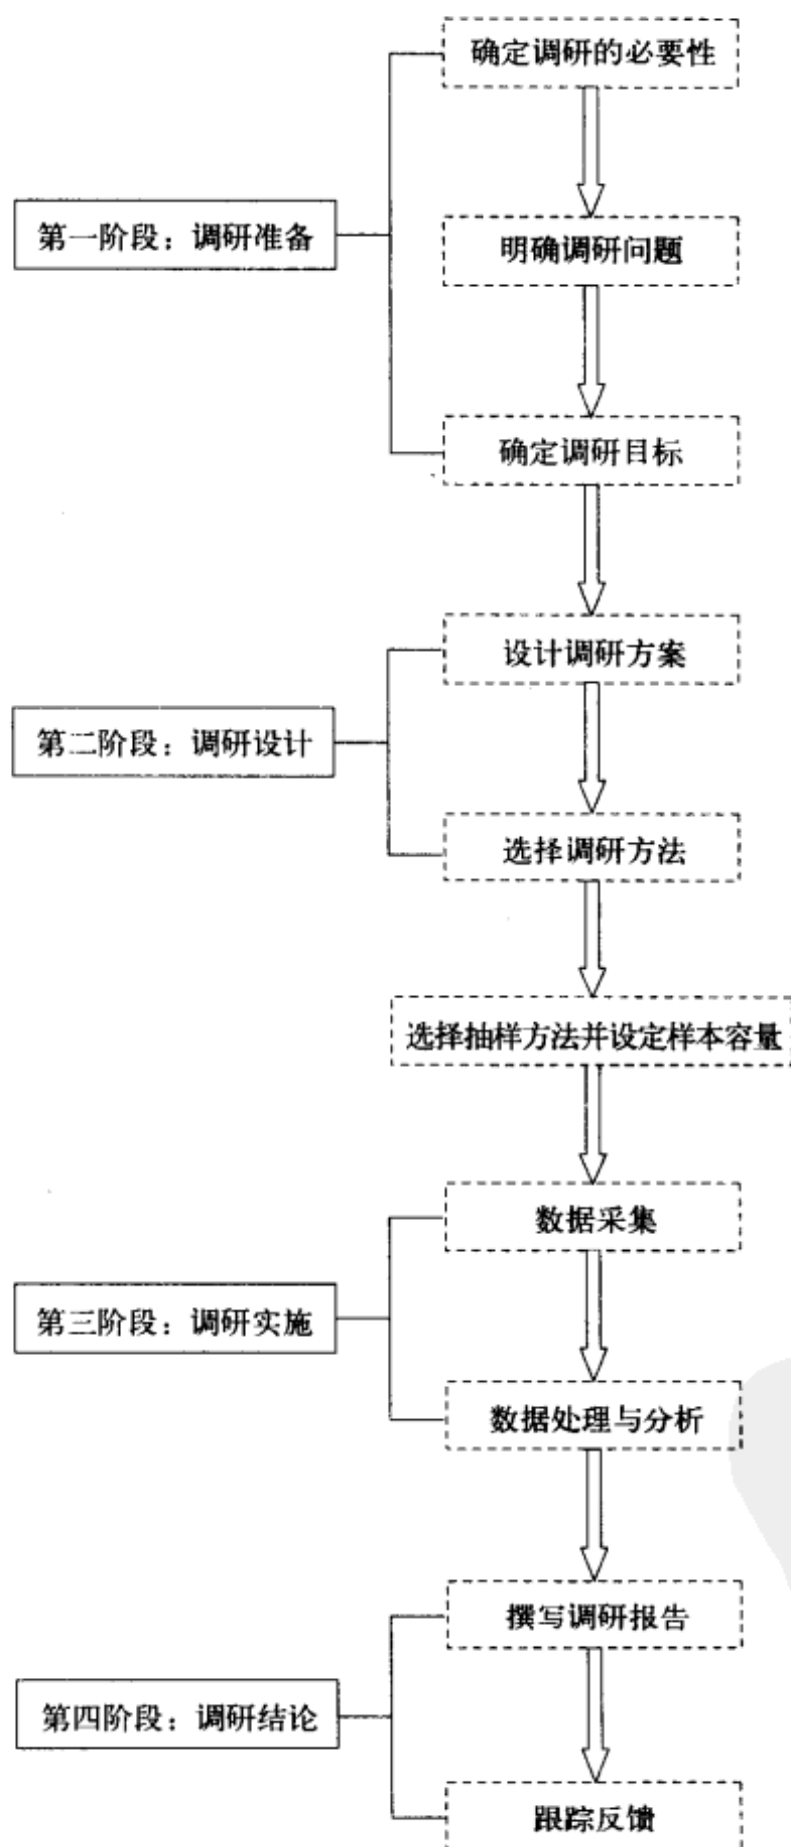 确定调研的必要性
第一阶段：调研准备
明确调研问题
确定调研目标
设计调研方案
第二阶段：调研设计
选择调研方法
选择抽样方法并设定样本容量
数据采集
第三阶段：调研实施
数据处理与分析
撰写调研报告
第四阶段：调研结论
跟踪反馈